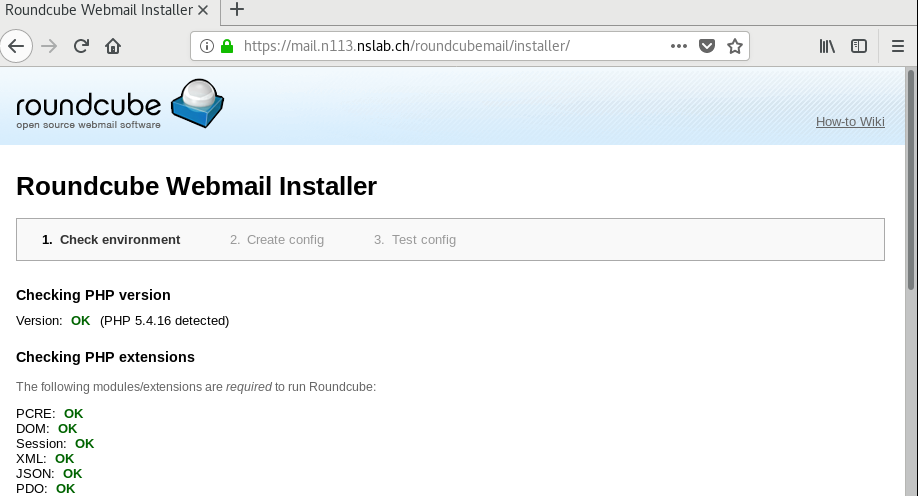 Roundcube Webmail Installer
https://mail.n113.nslab.ch/roundcubemail/installer/
roundcube
open source webmail software
How-to Wiki
Roundcube Webmail Installer
1. Check environment 2. Create config 3. Test config
Checking PHP version
Version: OK (PHP 5.4.16 detected)
Checking PHP extensions
The following modules/extensions are required to run Roundcube:
PCRE: OK
DOM: OK
Session: OK
XML: OK
JSON: OK
PDO: OK